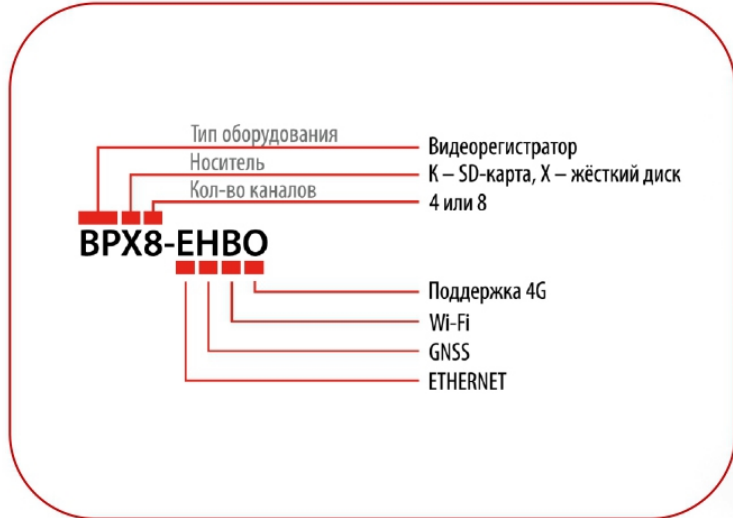 Тип оборудования
Видеорегистратор
Носитель
К – SD-карта, Х – жёсткий диск
Кол-во каналов
4 или 8
ВРХ8-ЕНВО
Поддержка 4G
Wi-Fi
GNSS
ETHERNET